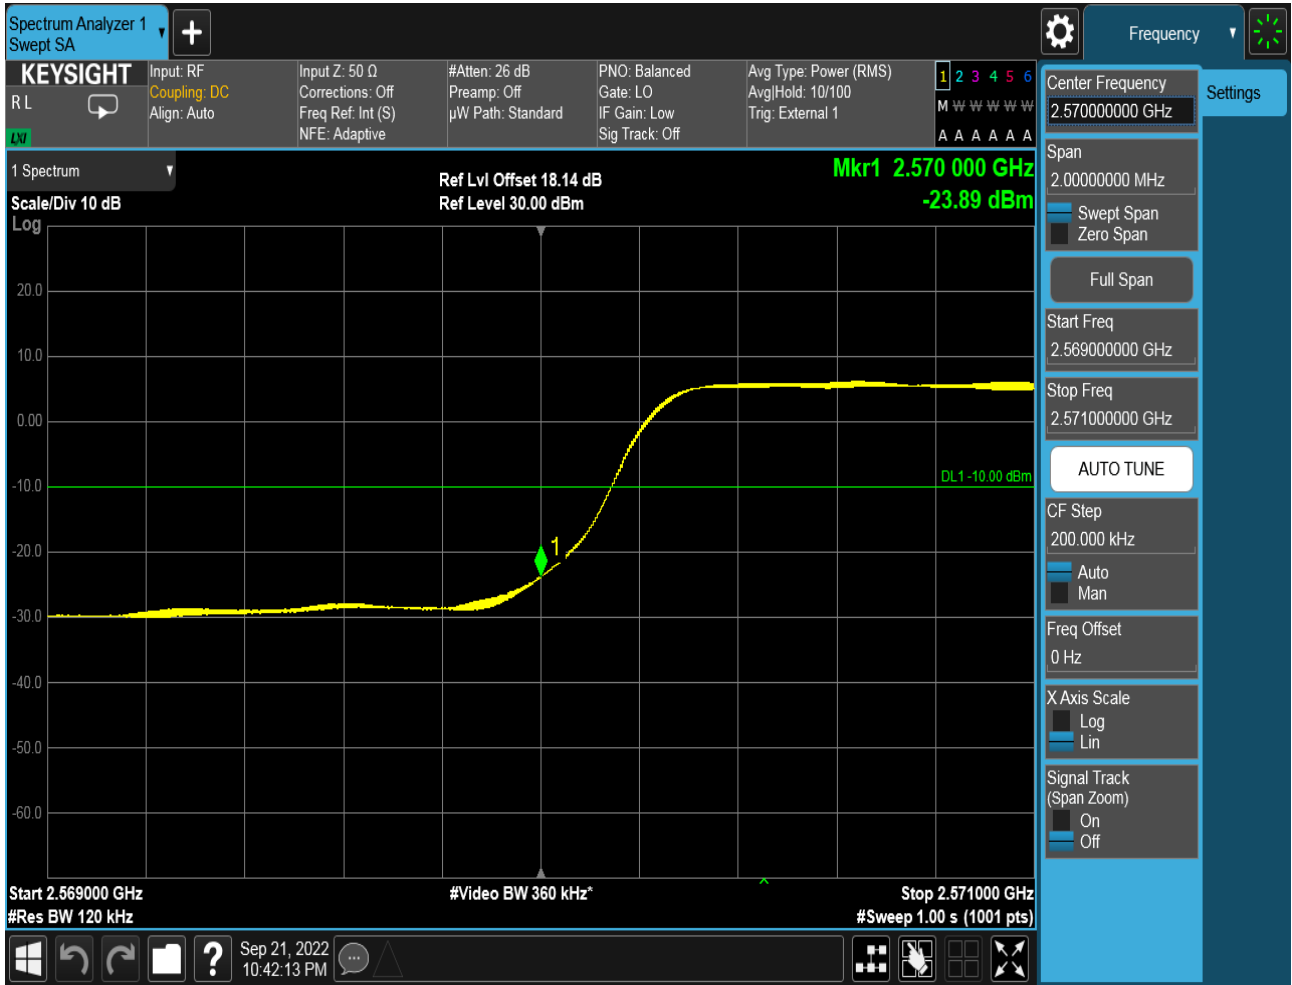 Spectrum Analyzer 1
Swept SA
+
Frequency
KEYSIGHT
R L
LXI
Input: RF
Coupling: DC
Align: Auto
Input Z: 50 Ω
Corrections: Off
Freq Ref: Int (S)
NFE: Adaptive
#Atten: 26 dB
Preamp: Off
µW Path: Standard
PNO: Balanced
Gate: LO
IF Gain: Low
Sig Track: Off
Avg Type: Power (RMS)
Avg|Hold: 10/100
Trig: External 1
1 2 3 4 5 6
M W W W W W
A A A A A A
1 Spectrum
Scale/Div 10 dB
Log
Ref Lvl Offset 18.14 dB
Ref Level 30.00 dBm
Mkr1 2.570 000 GHz
-23.89 dBm
20.0
10.0
0.00
-10.0
-20.0
-30.0
-40.0
-50.0
-60.0
DL1 -10.00 dBm
1
Start 2.569000 GHz
#Res BW 120 kHz
#Video BW 360 kHz*
Stop 2.571000 GHz
#Sweep 1.00 s (1001 pts)
Center Frequency
2.570000000 GHz
Settings
Span
2.00000000 MHz
Swept Span
Zero Span
Full Span
Start Freq
2.569000000 GHz
Stop Freq
2.571000000 GHz
AUTO TUNE
CF Step
200.000 kHz
Auto
Man
Freq Offset
0 Hz
X Axis Scale
Log
Lin
Signal Track
(Span Zoom)
On
Off
?
Sep 21, 2022
10:42:13 PM